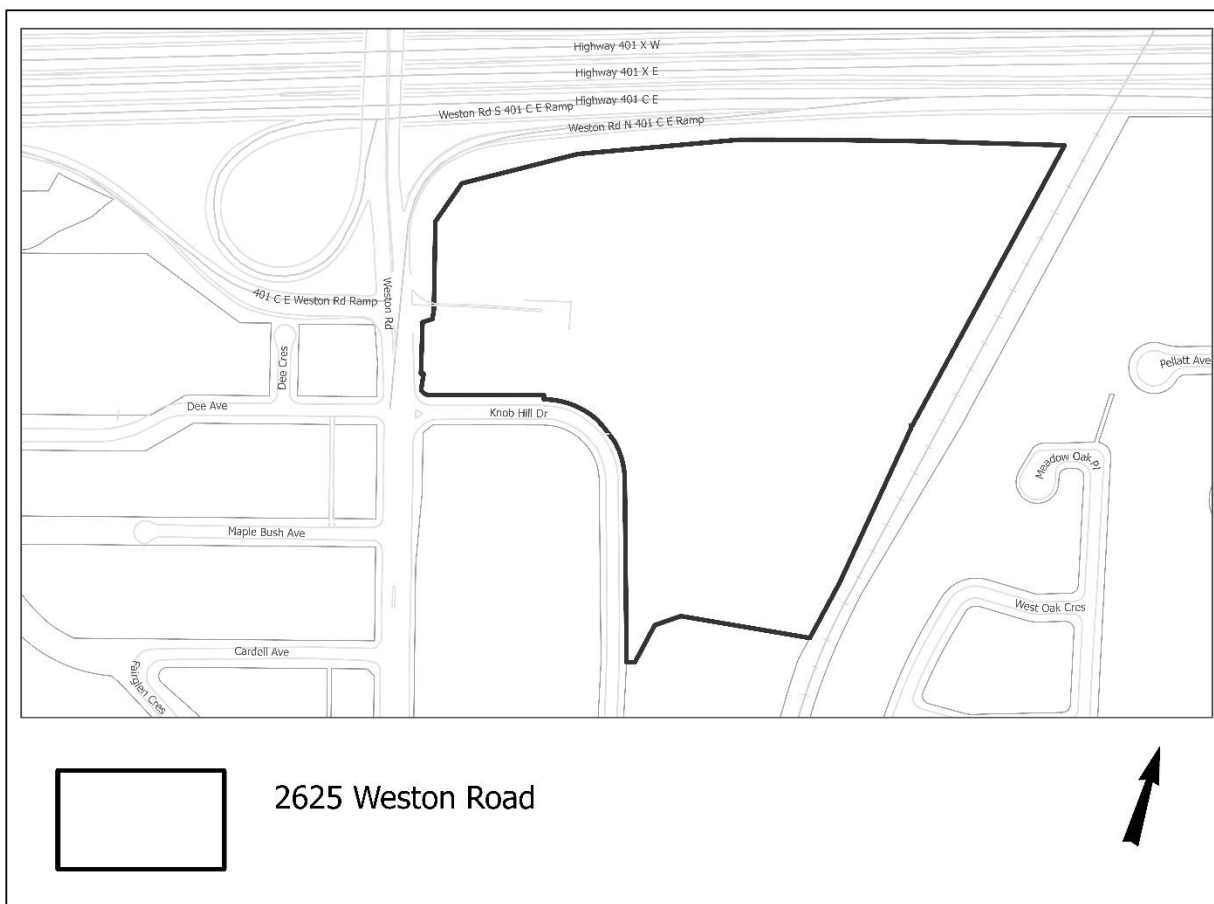 Highway 401 X W
Highway 401 X E
Highway 401 C E
Weston Rd S 401 C E Ramp
Weston Rd N 401 C E Ramp
401 C E Weston Rd Ramp
Weston Rd
Dee Cres
Dee Ave
Knob Hill Dr
Pellatt Ave
Meadow Oak Pl
Maple Bush Ave
West Oak Cres
Cardell Ave
Fairglen Cres
2625 Weston Road